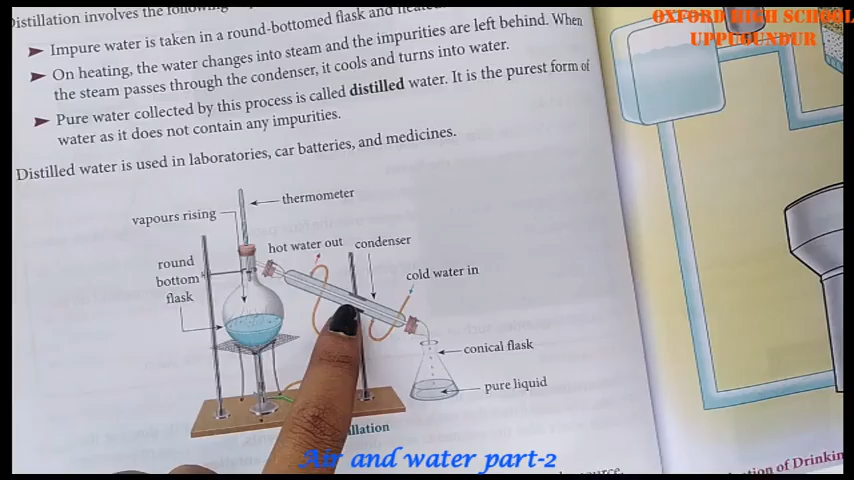 Distillation involves the following
Impure water is taken in a round-bottomed flask and heated
On heating, the water changes into steam and the impurities are left behind. When
the steam passes through the condenser, it cools and turns into water.
Pure water collected by this process is called distilled water. It is the purest form of
water as it does not contain any impurities.
Distilled water is used in laboratories, car batteries, and medicines.
thermometer
vapours rising
hot water out
condenser
round
bottom
flask
cold water in
conical flask
pure liquid
llation
source.
tion of Drinkin
OXFORD HIGH SCHOOL
UPPUGUNDUR
Air and water part-2